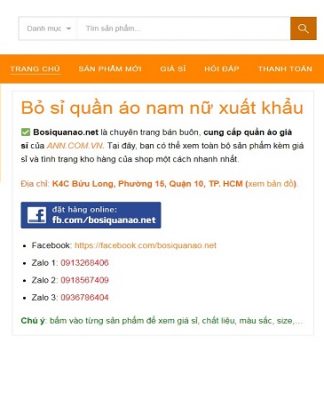 Danh mục
Tìm sản phẩm...
TRANG CHỦ SẢN PHẨM MỚI GIÁ SỈ HỎI ĐÁP THANH TOÁN
Bỏ sỉ quần áo nam nữ xuất khẩu
✅ Bosiquanao.net là chuyên trang bán buôn, cung cấp quần áo giá
sỉ của ANN.COM.VN. Tại đây, bạn có thể xem toàn bộ sản phẩm kèm giá
sỉ và tình trạng kho hàng của shop một cách nhanh nhất.
Địa chỉ: K4C Bửu Long, Phường 15, Quận 10, TP. HCM (xem bản đồ).
đặt hàng online:
fb.com/bosiquanao.net
• Facebook: https://facebook.com/bosiquanao.net
• Zalo 1: 0913268406
• Zalo 2: 0918567409
• Zalo 3: 0936786404
Chú ý: bấm vào từng sản phẩm để xem giá sỉ, chất liệu, màu sắc, size,...